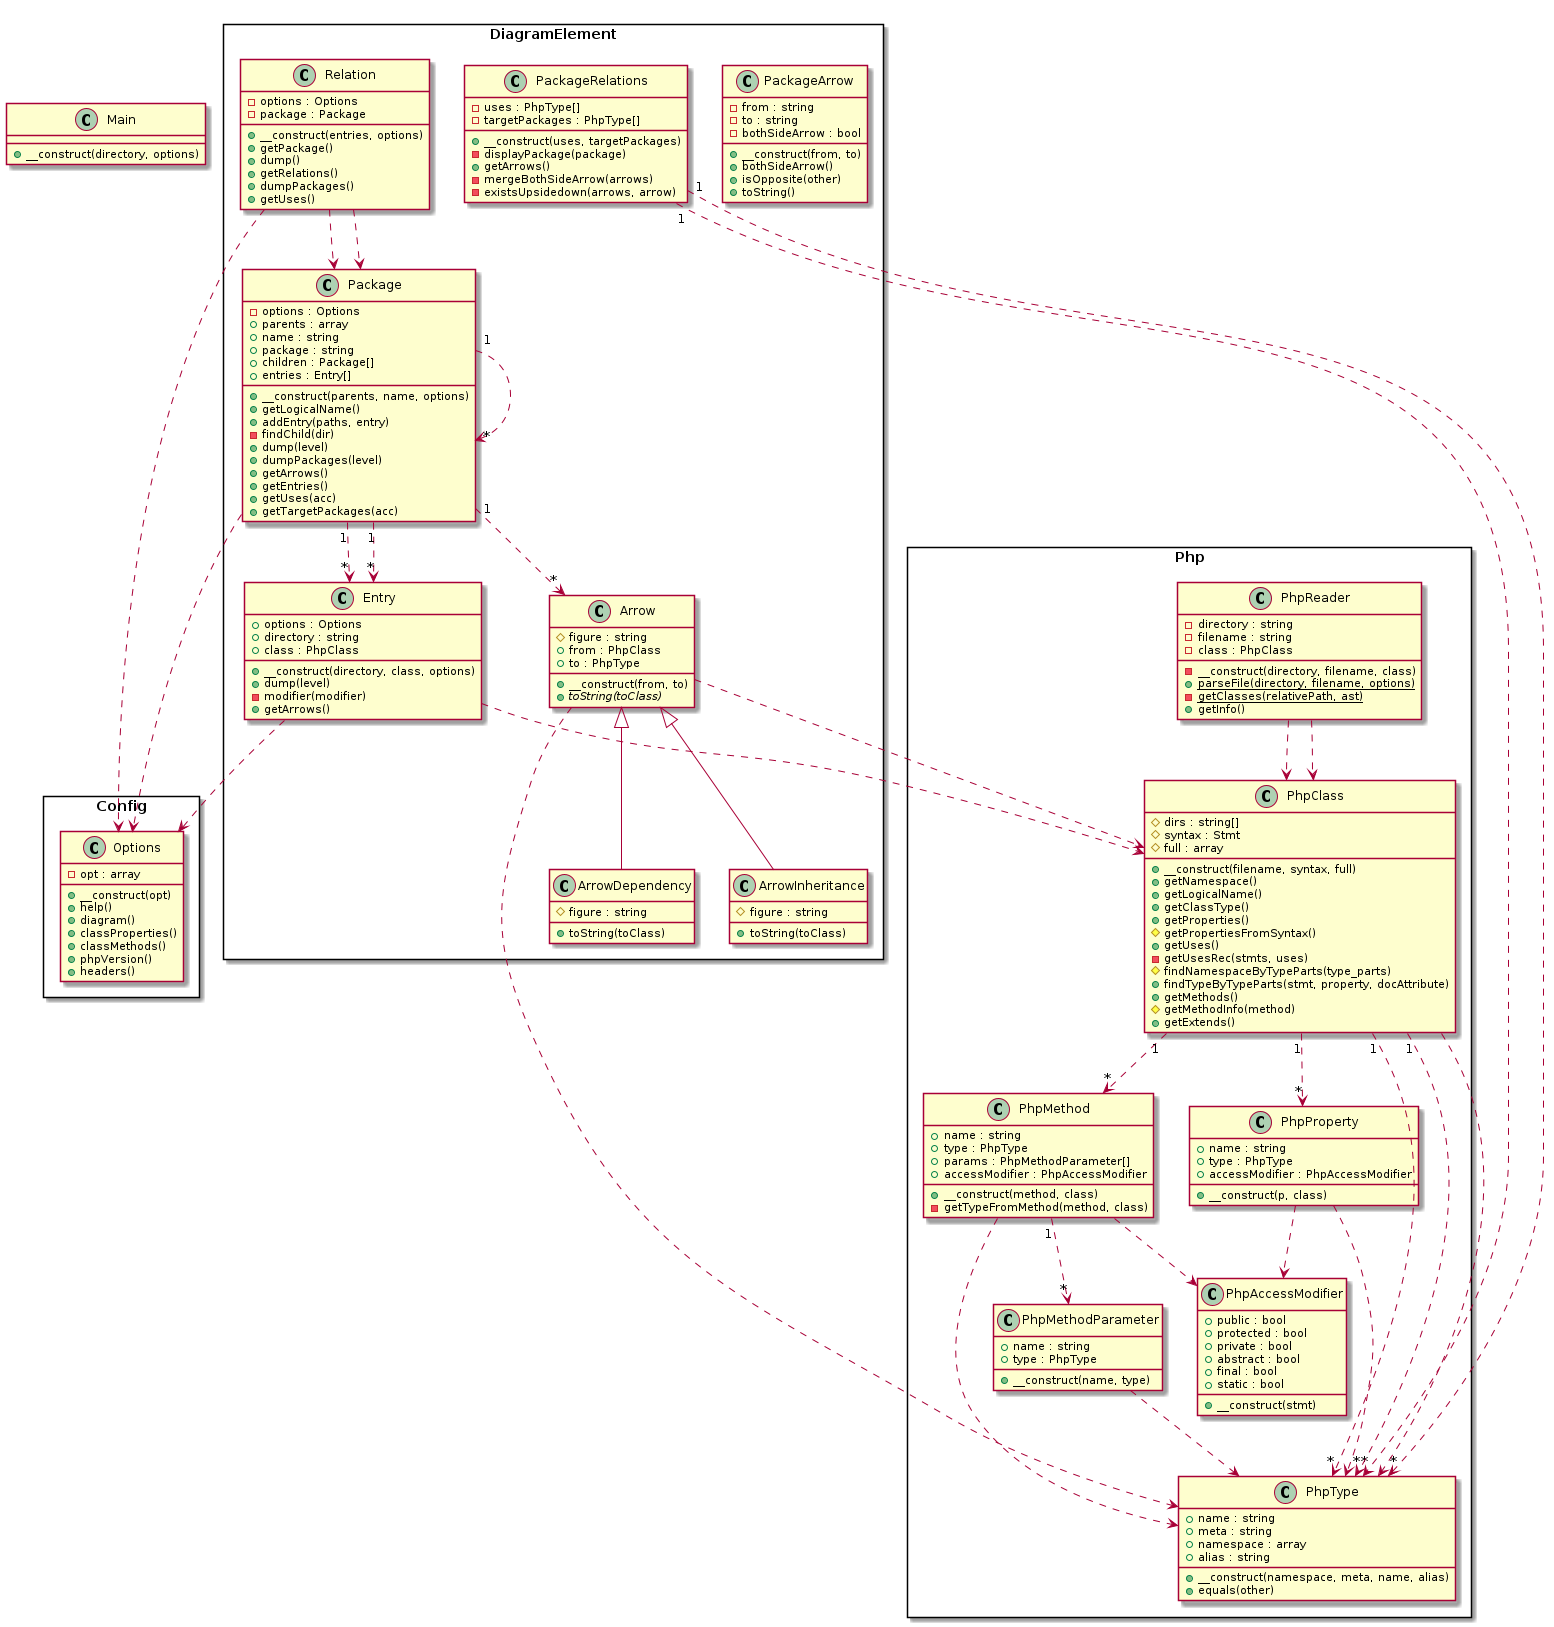 DiagramElement
C Relation
options : Options
package : Package
__construct(entries, options)
getPackage()
dump()
getRelations()
dumpPackages()
getUses()
C PackageRelations
uses : PhpType[]
targetPackages : PhpType[]
__construct(uses, targetPackages)
displayPackage(package)
getArrows()
mergeBothSideArrow(arrows)
existsUpsidedown(arrows, arrow)
C PackageArrow
from : string
to : string
bothSideArrow : bool
__construct(from, to)
bothSideArrow()
isOpposite(other)
toString()
C Main
__construct(directory, options)
1
1
C Package
options : Options
parents : array
name : string
package : string
children : Package[]
entries : Entry[]
__construct(parents, name, options)
getLogicalName()
addEntry(paths, entry)
findChild(dir)
dump(level)
dumpPackages(level)
getArrows()
getEntries()
getUses(acc)
getTargetPackages(acc)
1
*
1
1
1
*
*
*
C Entry
options : Options
directory : string
class : PhpClass
__construct(directory, class, options)
dump(level)
modifier(modifier)
getArrows()
C Arrow
figure : string
from : PhpClass
to : PhpType
__construct(from, to)
toString(toClass)
Php
C PhpReader
directory : string
filename : string
class : PhpClass
__construct(directory, filename, class)
parseFile(directory, filename, options)
getClasses(relativePath, ast)
getInfo()
Config
C Options
opt : array
__construct(opt)
help()
diagram()
classProperties()
classMethods()
phpVersion()
headers()
C ArrowDependency
figure : string
toString(toClass)
C ArrowInheritance
figure : string
toString(toClass)
C PhpClass
dirs : string[]
syntax : Stmt
full : array
__construct(filename, syntax, full)
getNamespace()
getLogicalName()
getClassType()
getProperties()
getPropertiesFromSyntax()
getUses()
getUsesRec(stmts, uses)
findNamespaceByTypeParts(type_parts)
findTypeByTypeParts(stmt, property, docAttribute)
getMethods()
getMethodInfo(method)
getExtends()
1
1
1
1
*
*
C PhpMethod
name : string
type : PhpType
params : PhpMethodParameter[]
accessModifier : PhpAccessModifier
__construct(method, class)
getTypeFromMethod(method, class)
C PhpProperty
name : string
type : PhpType
accessModifier : PhpAccessModifier
__construct(p, class)
1
*
C PhpMethodParameter
name : string
type : PhpType
__construct(name, type)
C PhpAccessModifier
public : bool
protected : bool
private : bool
abstract : bool
final : bool
static : bool
__construct(stmt)
*
*
*
*
C PhpType
name : string
meta : string
namespace : array
alias : string
__construct(namespace, meta, name, alias)
equals(other)